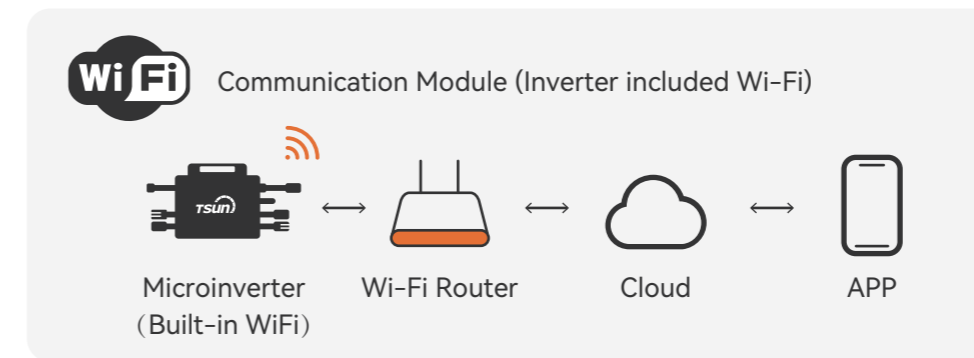 Wi Fi
Communication Module (Inverter included Wi-Fi)
TSUN
Microinverter
（Built-in WiFi）
Wi-Fi Router
Cloud
APP